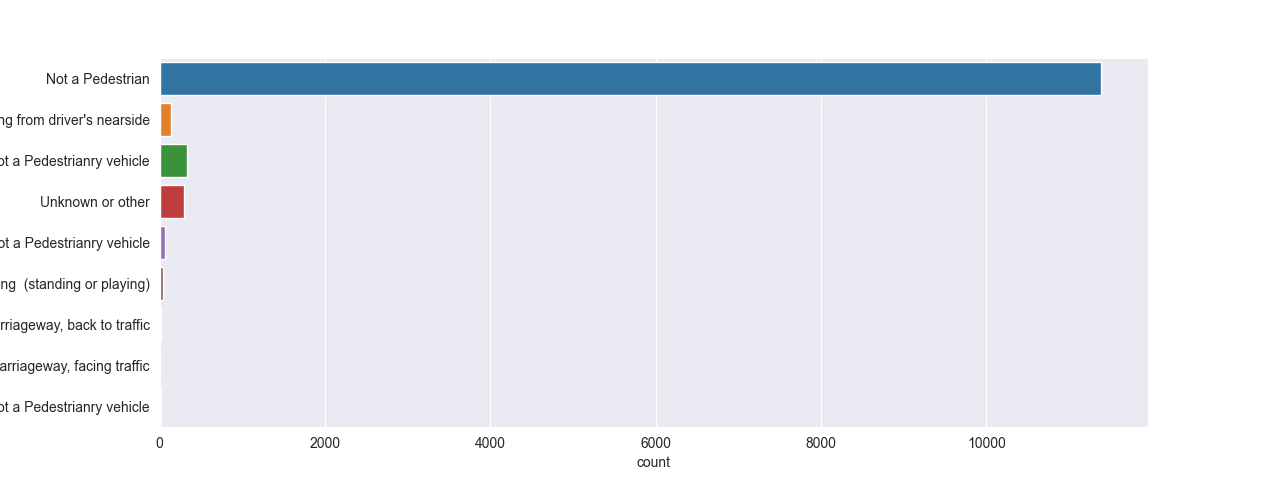 Not a Pedestrian
ng from driver's nearside
ot a Pedestrianry vehicle
Unknown or other
ot a Pedestrianry vehicle
ng  (standing or playing)
rriageway, back to traffic
arriageway, facing traffic
ot a Pedestrianry vehicle
0 2000 4000 6000 8000 10000
count